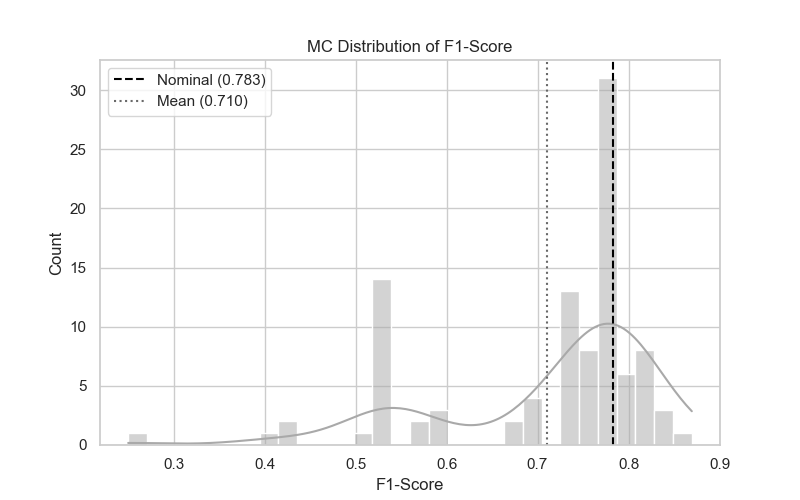 MC Distribution of F1-Score
Nominal (0.783)
Mean (0.710)
30
25
20
15
10
5
0
Count
0.3 0.4 0.5 0.6 0.7 0.8 0.9
F1-Score